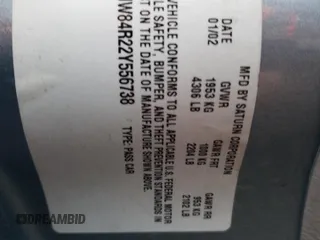 MFD BY SATURN CORPORATION
DATE GVWR GAWR FRT GAWR RR
01/02 1953 KG 1000 KG 953 KG
4306 LB 2204 LB 2102 LB
VEHICLE CONFORMS TO ALL APPLICABLE U.S. FEDERAL MOTOR
LE SAFETY, BUMPER, AND THEFT PREVENTION STANDARDS IN
T ON THE DATE OF MANUFACTURE SHOWN ABOVE.
W84R22Y556738 TYPE: PASS CAR
DREAMBID